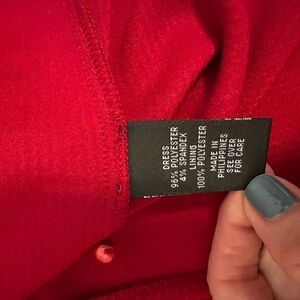 DRESS
96% POLYESTER
4% SPANDEX
LINING
100% POLYESTER
MADE IN
PHILIPPINES
SEE OVER
FOR CARE